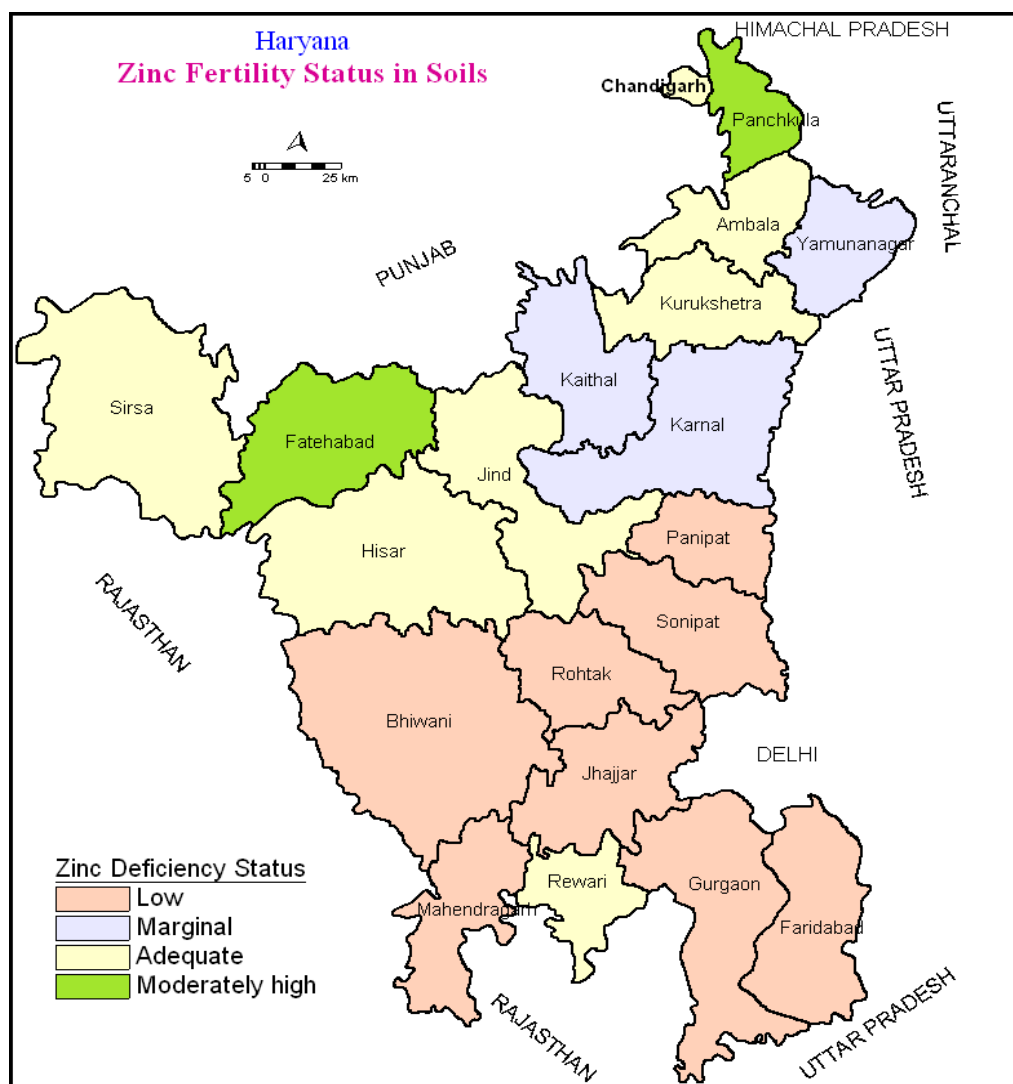 Haryana
Zinc Fertility Status in Soils
HIMACHAL PRADESH
Chandigarh
Panchkula
UTTARANCHAL
5 0 25 km
Ambala
Yamunanagar
PUNJAB
Kurukshetra
UTTAR PRADESH
Kaithal
Sirsa
Karnal
Fatehabad
Jind
Panipat
Hisar
RAJASTHAN
Sonipat
Rohtak
Bhiwani
DELHI
Jhajjar
Zinc Deficiency Status
Low
Marginal
Adequate
Moderately high
Rewari
Gurgaon
Mahendragarh
Faridabad
RAJASTHAN
UTTAR PRADESH